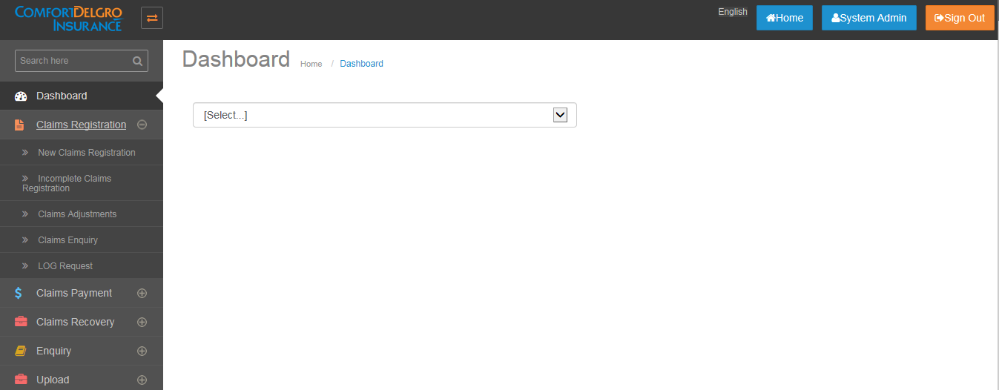 COMFORTDELGRO
INSURANCE
English
Home
System Admin
Sign Out
Search here
Dashboard
Home / Dashboard
Dashboard
[Select...]
Claims Registration
New Claims Registration
Incomplete Claims
Registration
Claims Adjustments
Claims Enquiry
LOG Request
Claims Payment
Claims Recovery
Enquiry
Upload